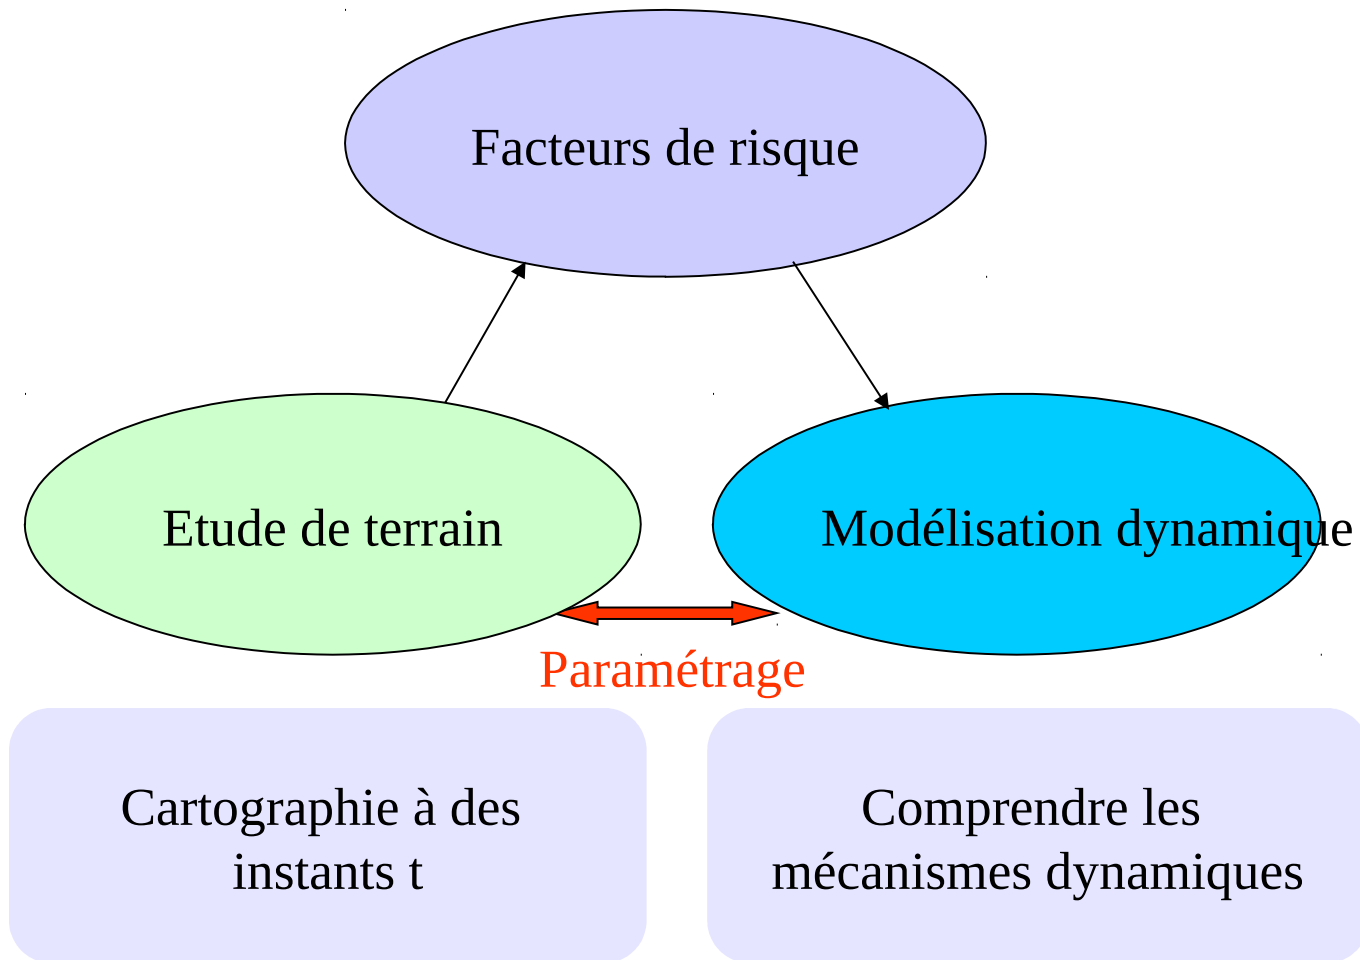 Facteurs de risque
Etude de terrain
Modélisation dynamique
Paramétrage
Cartographie à des
instants t
Comprendre les
mécanismes dynamiques